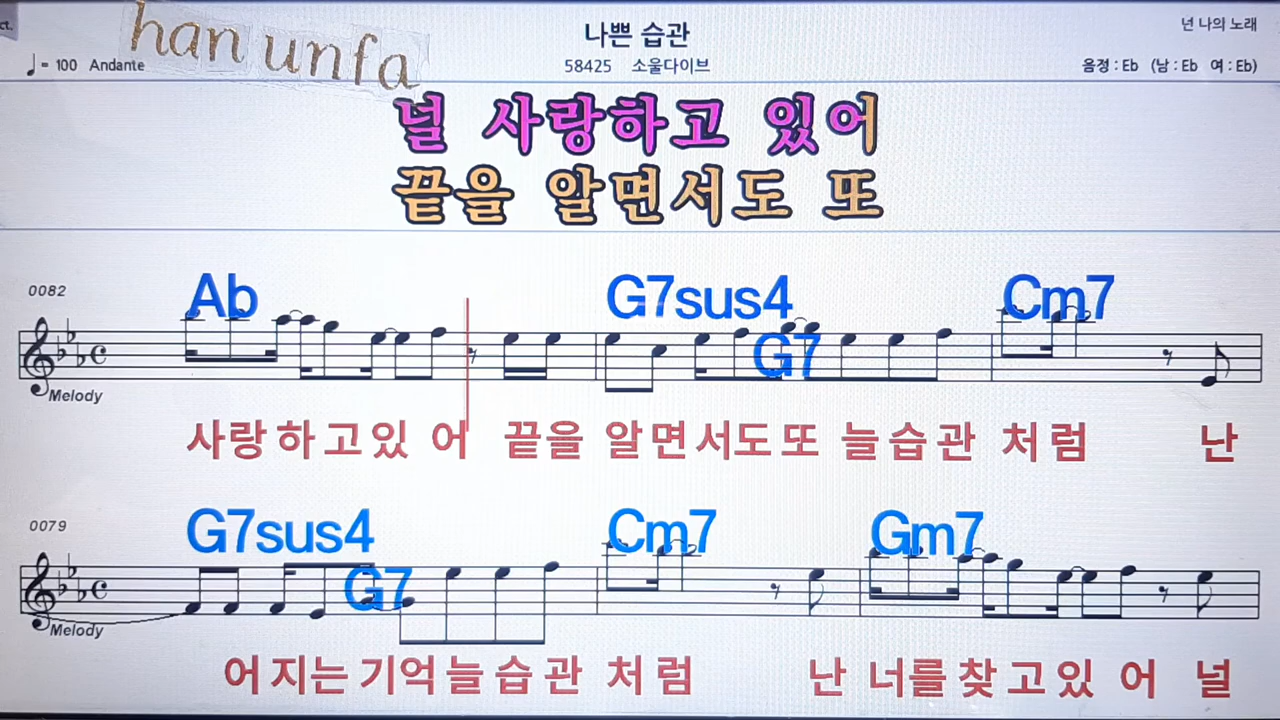 ct.
han unfa
나쁜 습관
넌 나의 노래
♩= 100 Andante
58425 소울다이브
음정 : Eb (남 : Eb 여 : Eb)
널 사랑하고 있어
끝을 알면서도 또
0082
Ab G7sus4 G7 Cm7
Melody
사랑하고있 어 끝을 알면서도또 늘습관 처럼 난
0079
G7sus4 G7 Cm7 Gm7
Melody
어지는기억늘습관 처럼 난 너를찾고있 어 널